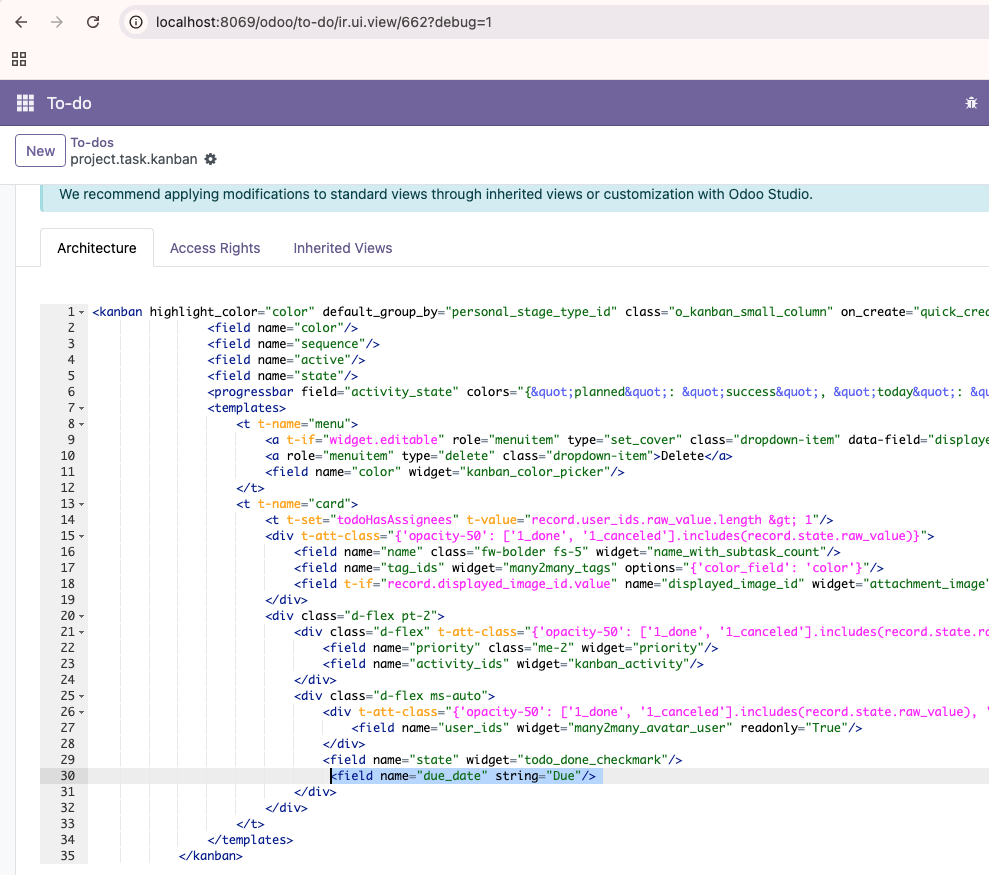 localhost:8069/odoo/to-do/ir.ui.view/662?debug=1
To-do
New
To-dos
project.task.kanban
We recommend applying modifications to standard views through inherited views or customization with Odoo Studio.
Architecture Access Rights Inherited Views
1 <kanban highlight_color="color" default_group_by="personal_stage_type_id" class="o_kanban_small_column" on_create="quick_crea
2 <field name="color"/>
3 <field name="sequence"/>
4 <field name="active"/>
5 <field name="state"/>
6 <progressbar field="activity_state" colors="{&quot;planned&quot;: &quot;success&quot;, &quot;today&quot;: &qu
7 <templates>
8 <t t-name="menu">
9 <a t-if="widget.editable" role="menuitem" type="set_cover" class="dropdown-item" data-field="displaye
10 <a role="menuitem" type="delete" class="dropdown-item">Delete</a>
11 <field name="color" widget="kanban_color_picker"/>
12 </t>
13 <t t-name="card">
14 <t t-set="todoHasAssignees" t-value="record.user_ids.raw_value.length &gt; 1"/>
15 <div t-att-class="{'opacity-50': ['1_done', '1_canceled'].includes(record.state.raw_value)}">
16 <field name="name" class="fw-bolder fs-5" widget="name_with_subtask_count"/>
17 <field name="tag_ids" widget="many2many_tags" options="{'color_field': 'color'}"/>
18 <field t-if="record.displayed_image_id.value" name="displayed_image_id" widget="attachment_image"
19 </div>
20 <div class="d-flex pt-2">
21 <div class="d-flex" t-att-class="{'opacity-50': ['1_done', '1_canceled'].includes(record.state.ra
22 <field name="priority" class="me-2" widget="priority"/>
23 <field name="activity_ids" widget="kanban_activity"/>
24 </div>
25 <div class="d-flex ms-auto">
26 <div t-att-class="{'opacity-50': ['1_done', '1_canceled'].includes(record.state.raw_value), '
27 <field name="user_ids" widget="many2many_avatar_user" readonly="True"/>
28 </div>
29 <field name="state" widget="todo_done_checkmark"/>
30 <field name="due_date" string="Due"/>
31 </div>
32 </div>
33 </t>
34 </templates>
35 </kanban>